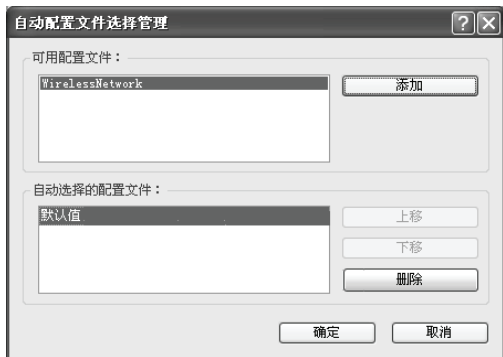 自动配置文件选择管理
可用配置文件：
WirelessNetwork
添加
自动选择的配置文件：
默认值
上移
下移
删除
确定
取消